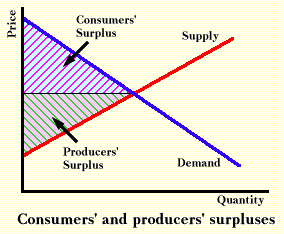 Price
Consumers'
Surplus
Supply
Producers'
Surplus
Demand
Quantity
Consumers' and producers' surpluses